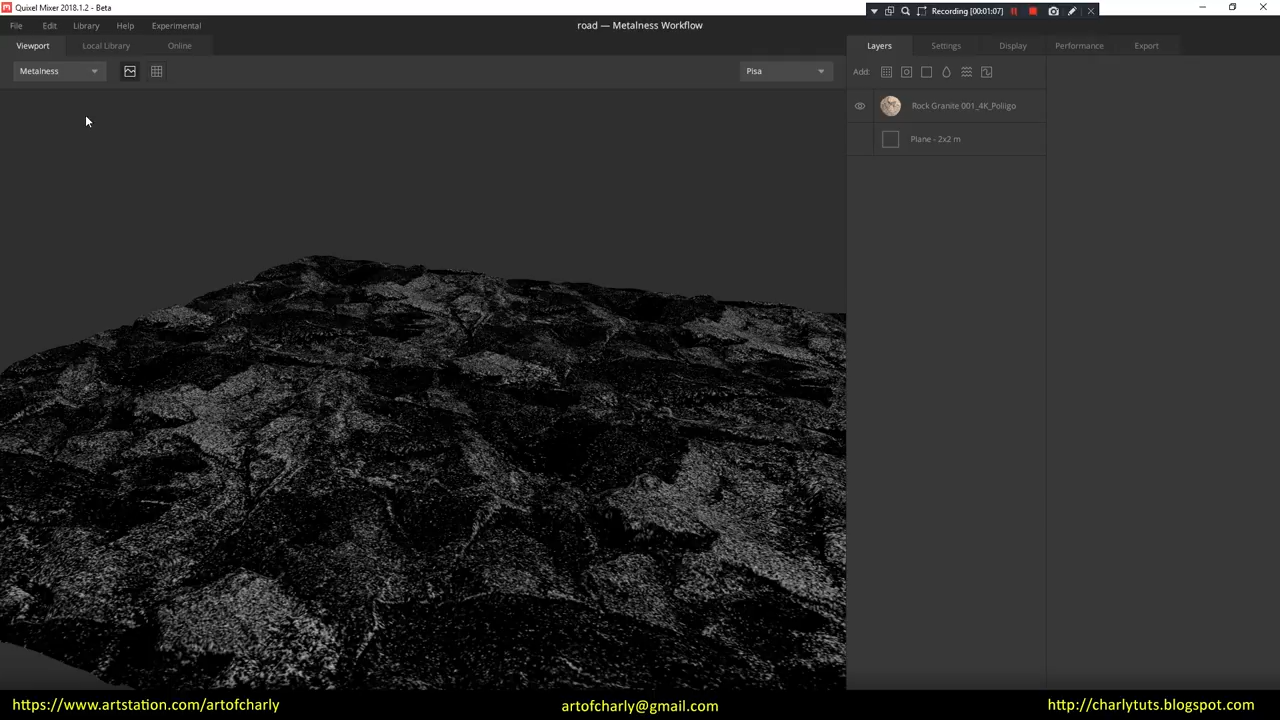 Quixel Mixer 2018.1.2 - Beta
Recording [00:01:07]
File Edit Library Help Experimental
road — Metalness Workflow
Viewport Local Library Online
Layers Settings Display Performance Export
Metalness
Pisa
Add:
Rock Granite 001_4K_Poliigo
Plane - 2x2 m
https://www.artstation.com/artofcharly
artofcharly@gmail.com
http://charlytuts.blogspot.com